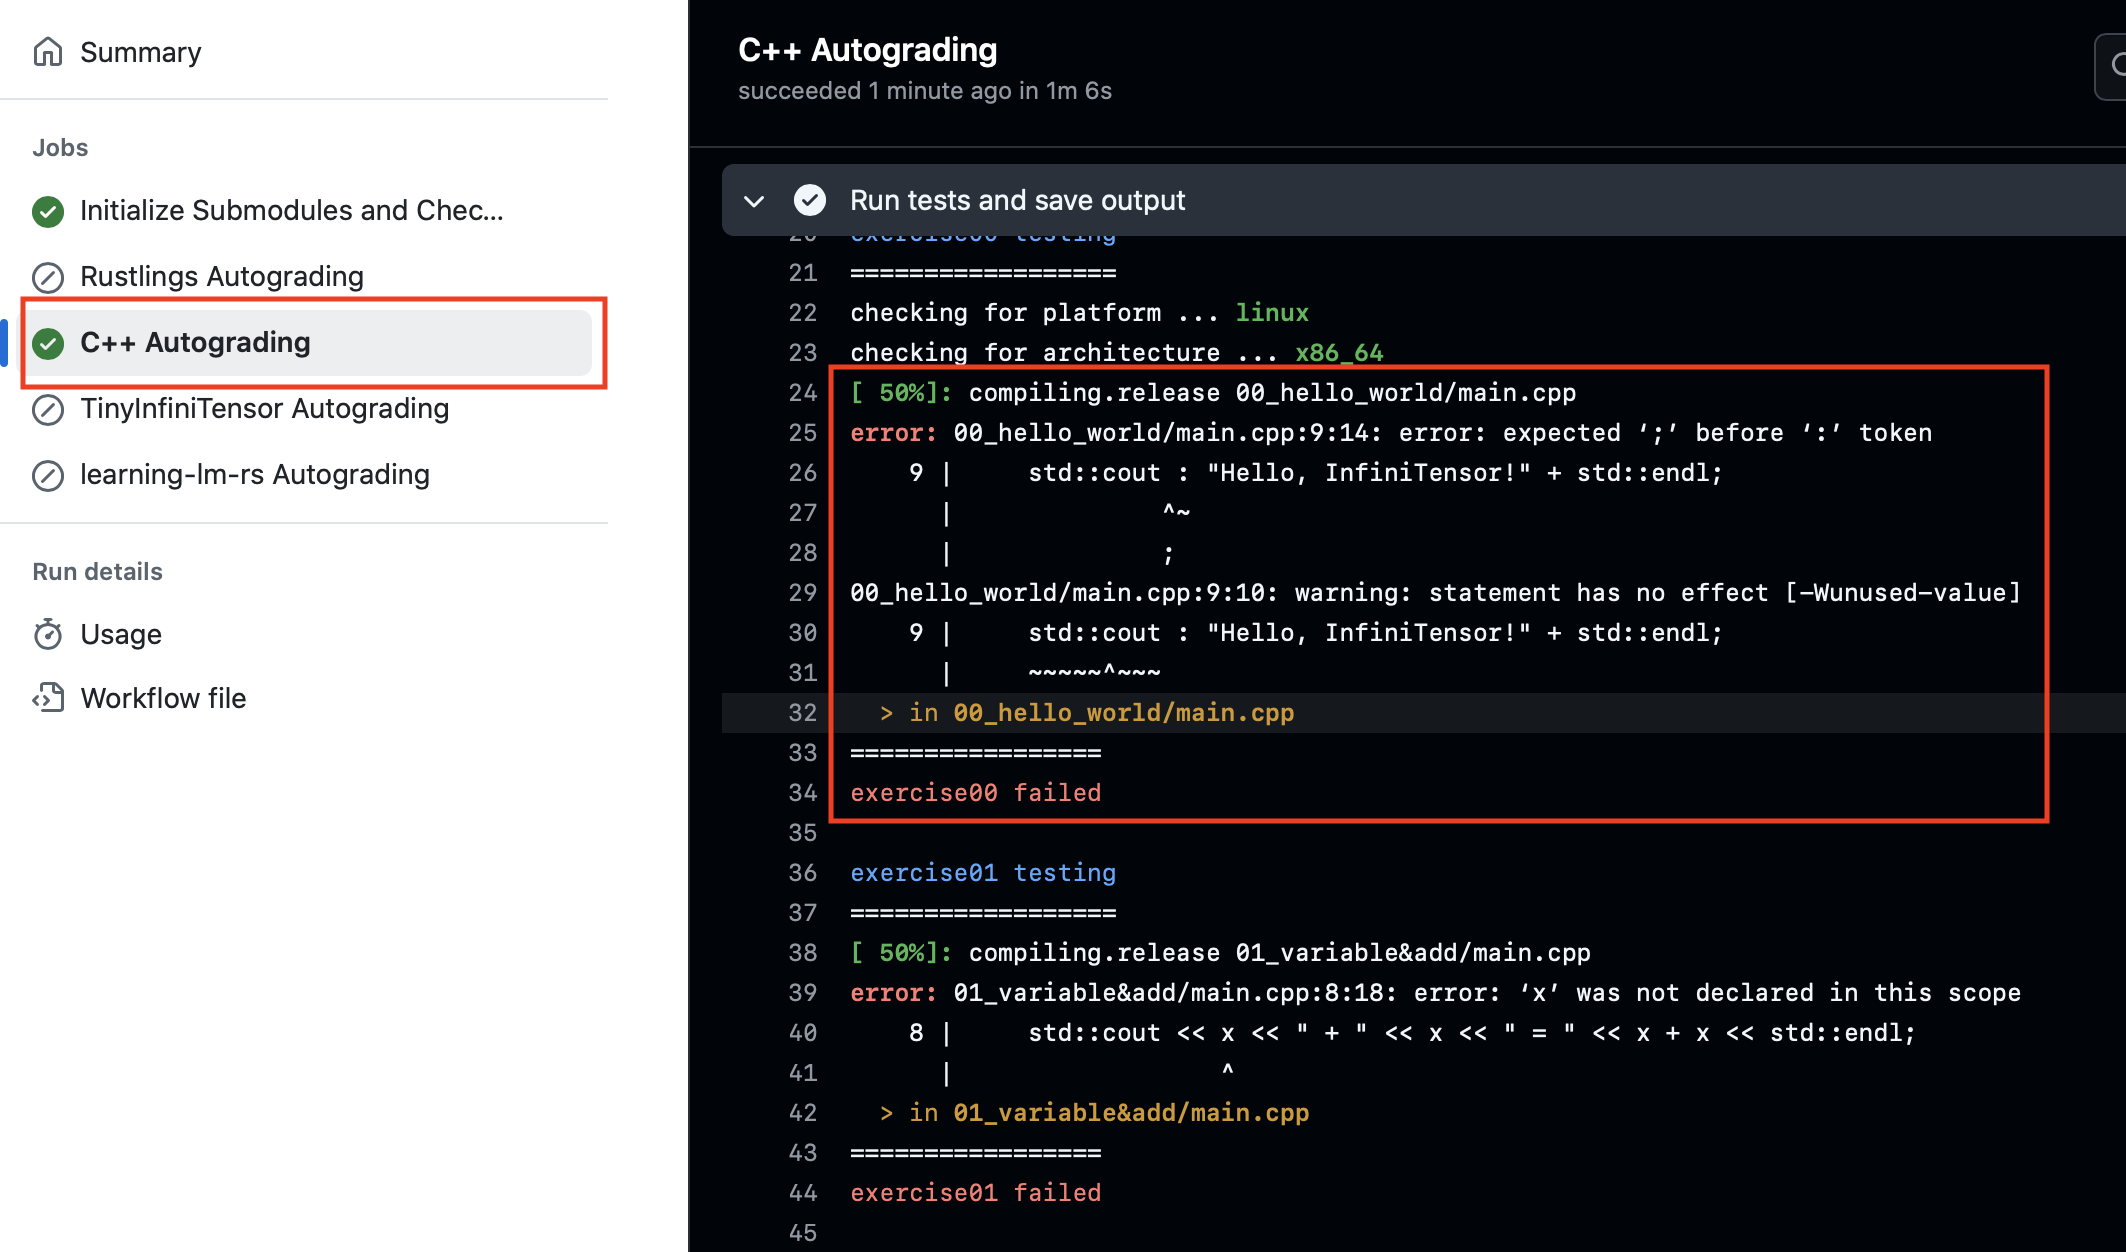 Summary
Jobs
Initialize Submodules and Chec...
Rustlings Autograding
C++ Autograding
TinyInfiniTensor Autograding
learning-lm-rs Autograding
Run details
Usage
Workflow file
C++ Autograding
succeeded 1 minute ago in 1m 6s
Run tests and save output
20 exercise00 testing
21 ==================
22 checking for platform ... linux
23 checking for architecture ... x86_64
24 [ 50%]: compiling.release 00_hello_world/main.cpp
25 error: 00_hello_world/main.cpp:9:14: error: expected ‘;’ before ‘:’ token
26     9 |     std::cout : "Hello, InfiniTensor!" + std::endl;
27       |              ^~
28       |              ;
29 00_hello_world/main.cpp:9:10: warning: statement has no effect [-Wunused-value]
30     9 |     std::cout : "Hello, InfiniTensor!" + std::endl;
31       |     ~~~~~^~~~
32   > in 00_hello_world/main.cpp
33 =================
34 exercise00 failed
35
36 exercise01 testing
37 ==================
38 [ 50%]: compiling.release 01_variable&add/main.cpp
39 error: 01_variable&add/main.cpp:8:18: error: ‘x’ was not declared in this scope
40     8 |     std::cout << x << " + " << x << " = " << x + x << std::endl;
41       |                  ^
42   > in 01_variable&add/main.cpp
43 =================
44 exercise01 failed
45